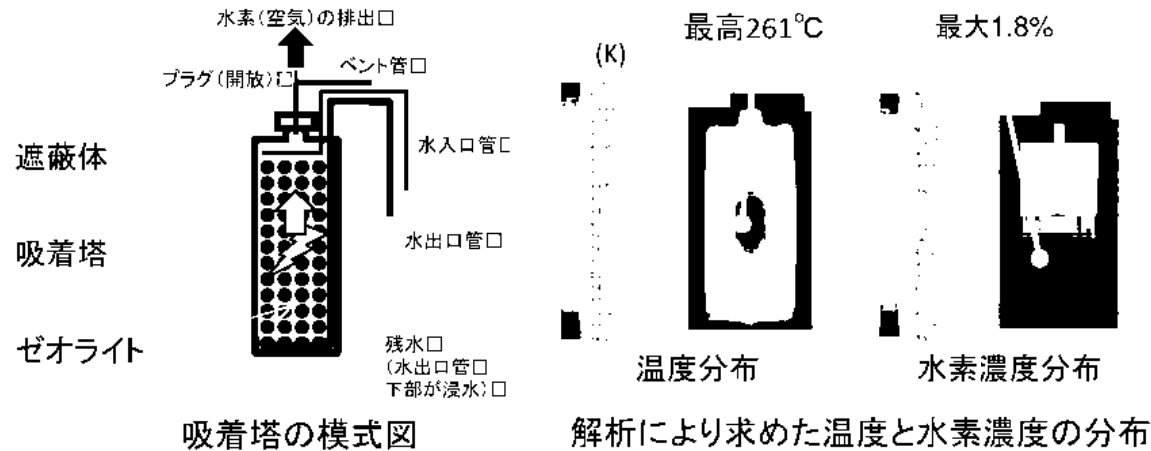 水素(空気)の排出□
プラグ(開放)□
ベント管□
遮蔽体
水入口管□
吸着塔
水出口管□
ゼオライト
残水□
(水出口管□
下部が浸水)□
吸着塔の模式図
最高261℃
(K)
温度分布
最大1.8%
水素濃度分布
解析により求めた温度と水素濃度の分布